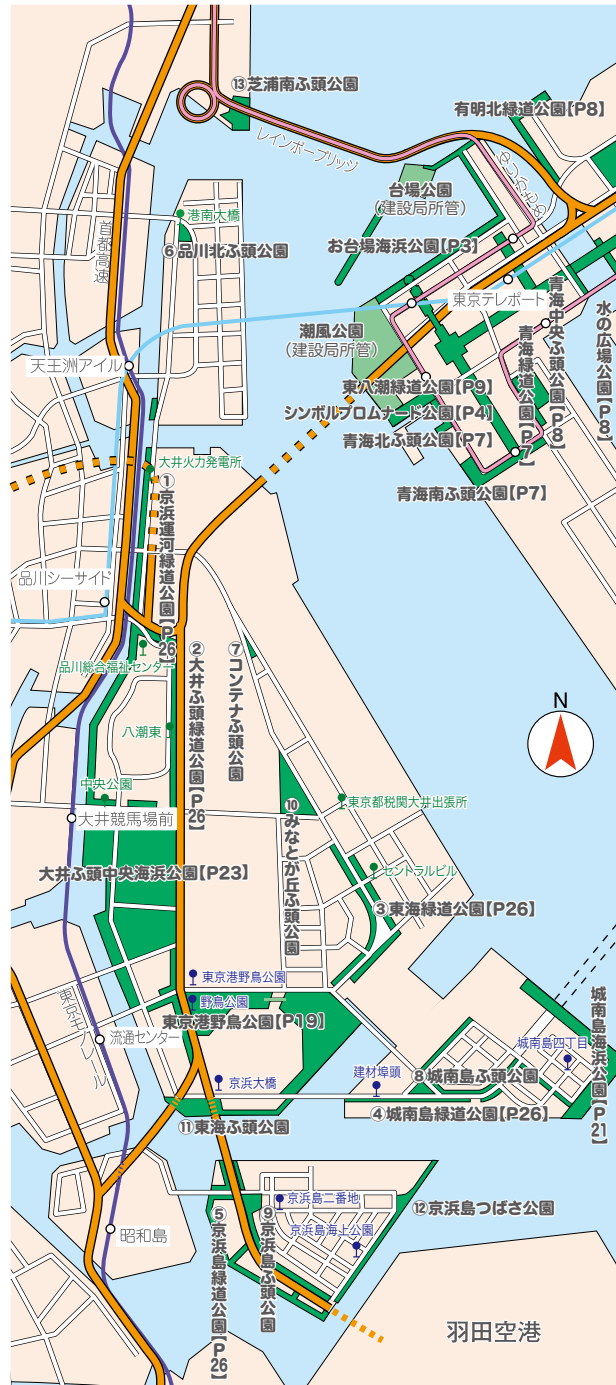 ⑬芝浦南ふ頭公園
有明北緑道公園【P8】
レインボーブリッジ
ゆりかもめ
台場公園
(建設局所管)
港南大橋
首都高速
⑥品川北ふ頭公園
お台場海浜公園【P3】
東京テレポート
青海中央ふ頭公園【P8】
水の広場公園【P8】
潮風公園
(建設局所管)
青海緑道公園【P7】
天王洲アイル
東八潮緑道公園【P9】
シンボルプロムナード公園【P4】
青海北ふ頭公園【P7】
大井火力発電所
①京浜運河緑道公園【P26】
青海南ふ頭公園【P7】
品川シーサイド
②大井ふ頭緑道公園【P26】
⑦コンテナふ頭公園
品川総合福祉センター
N
八潮東
中央公園
東京都税関大井出張所
⑩みなとが丘ふ頭公園
大井競馬場前
大井ふ頭中央海浜公園【P23】
セントラルビル
③東海緑道公園【P26】
東京港野鳥公園
野鳥公園
東京港野鳥公園【P19】
城南島海浜公園【P21】
東京モノレール
流通センター
城南島四丁目
⑧城南島ふ頭公園
京浜大橋
建材埠頭
④城南島緑道公園【P26】
⑪東海ふ頭公園
京浜島二番地
⑫京浜島つばさ公園
⑤京浜島緑道公園【P26】
⑨京浜島ふ頭公園
昭和島
京浜島海上公園
羽田空港